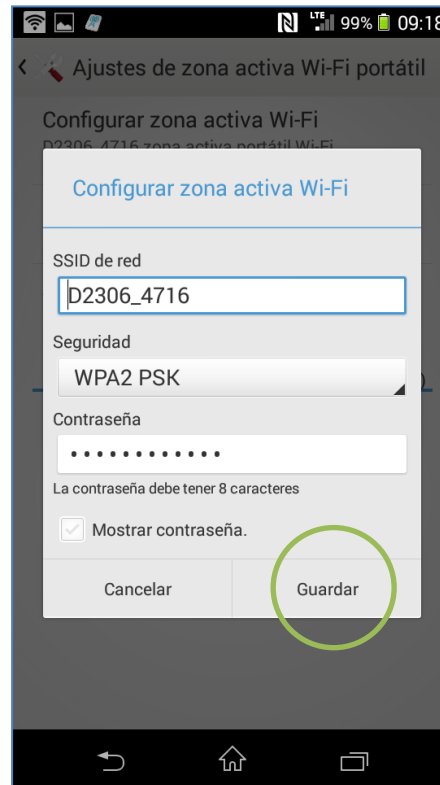 LTE 99% 09:18
Ajustes de zona activa Wi-Fi portátil
Configurar zona activa Wi-Fi
D2306_4716 zona activa portátil Wi-Fi
Configurar zona activa Wi-Fi
SSID de red
D2306_4716
Seguridad
WPA2 PSK
Contraseña
••••••••••••
La contraseña debe tener 8 caracteres
Mostrar contraseña.
Cancelar Guardar